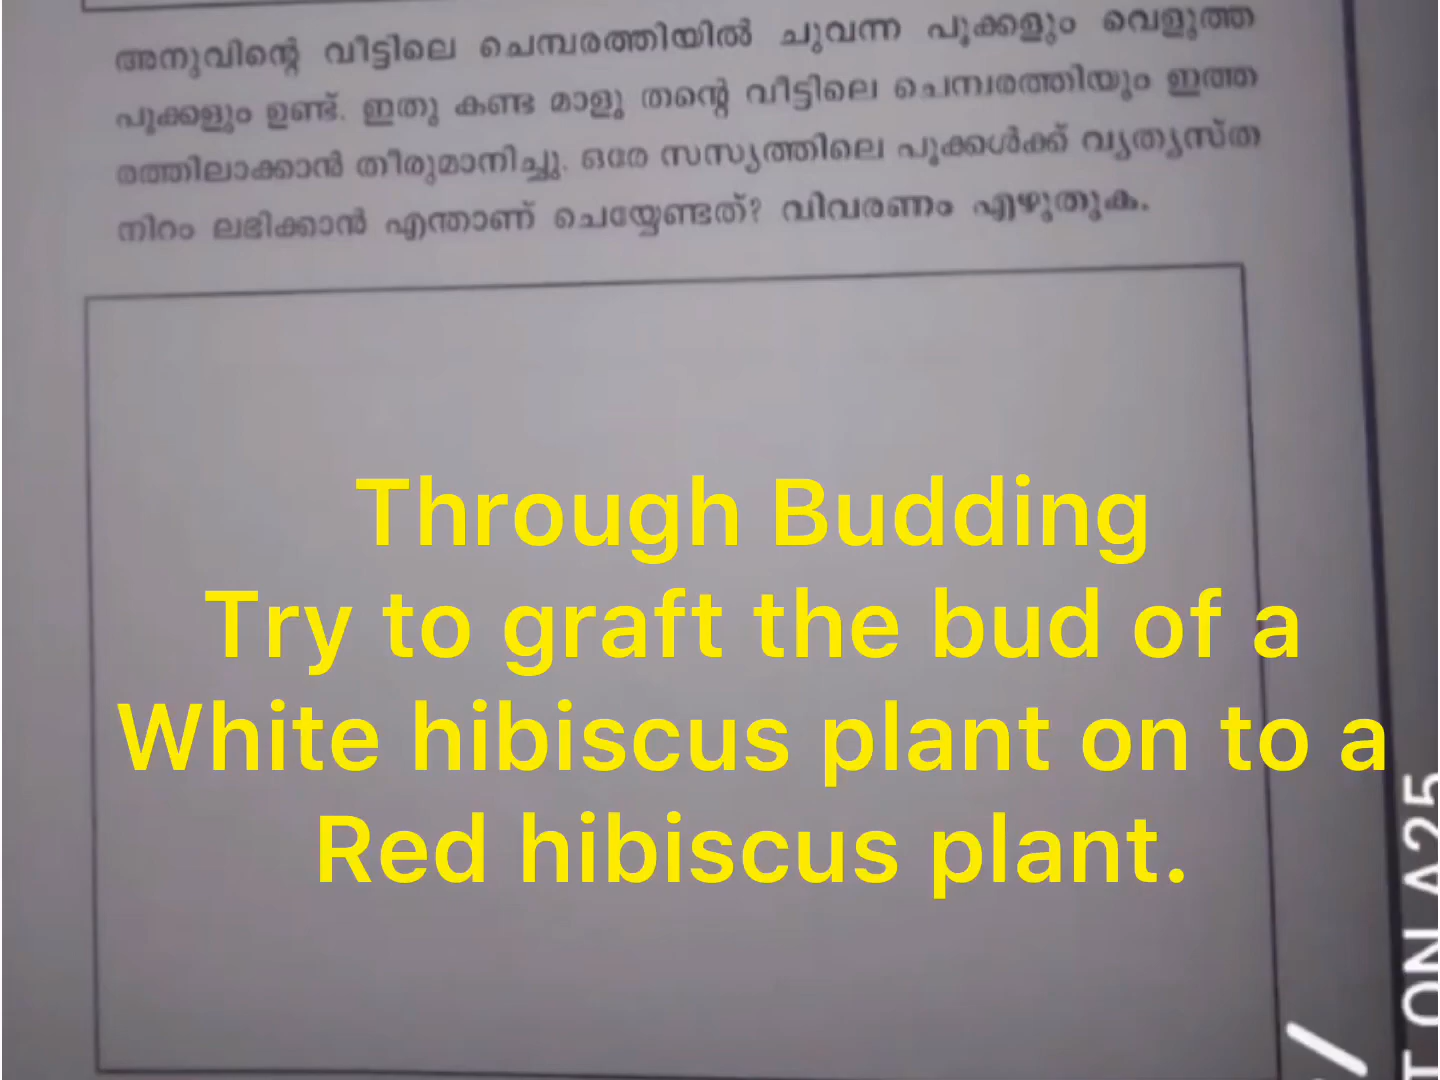 അനുവിന്റെ വീട്ടിലെ ചെമ്പരത്തിയിൽ ചുവന്ന പൂക്കളും വെളുത്ത
പൂക്കളും ഉണ്ട്. ഇതു കണ്ട മാളു തന്റെ വീട്ടിലെ ചെമ്പരത്തിയും ഇത്ത
രത്തിലാക്കാൻ തീരുമാനിച്ചു. ഒരേ സസ്യത്തിലെ പൂക്കൾക്ക് വ്യത്യസ്ത
നിറം ലഭിക്കാൻ എന്താണ് ചെയ്യേണ്ടത്? വിവരണം എഴുതുക.
Through Budding
Try to graft the bud of a
White hibiscus plant on to a
Red hibiscus plant.
ON A25